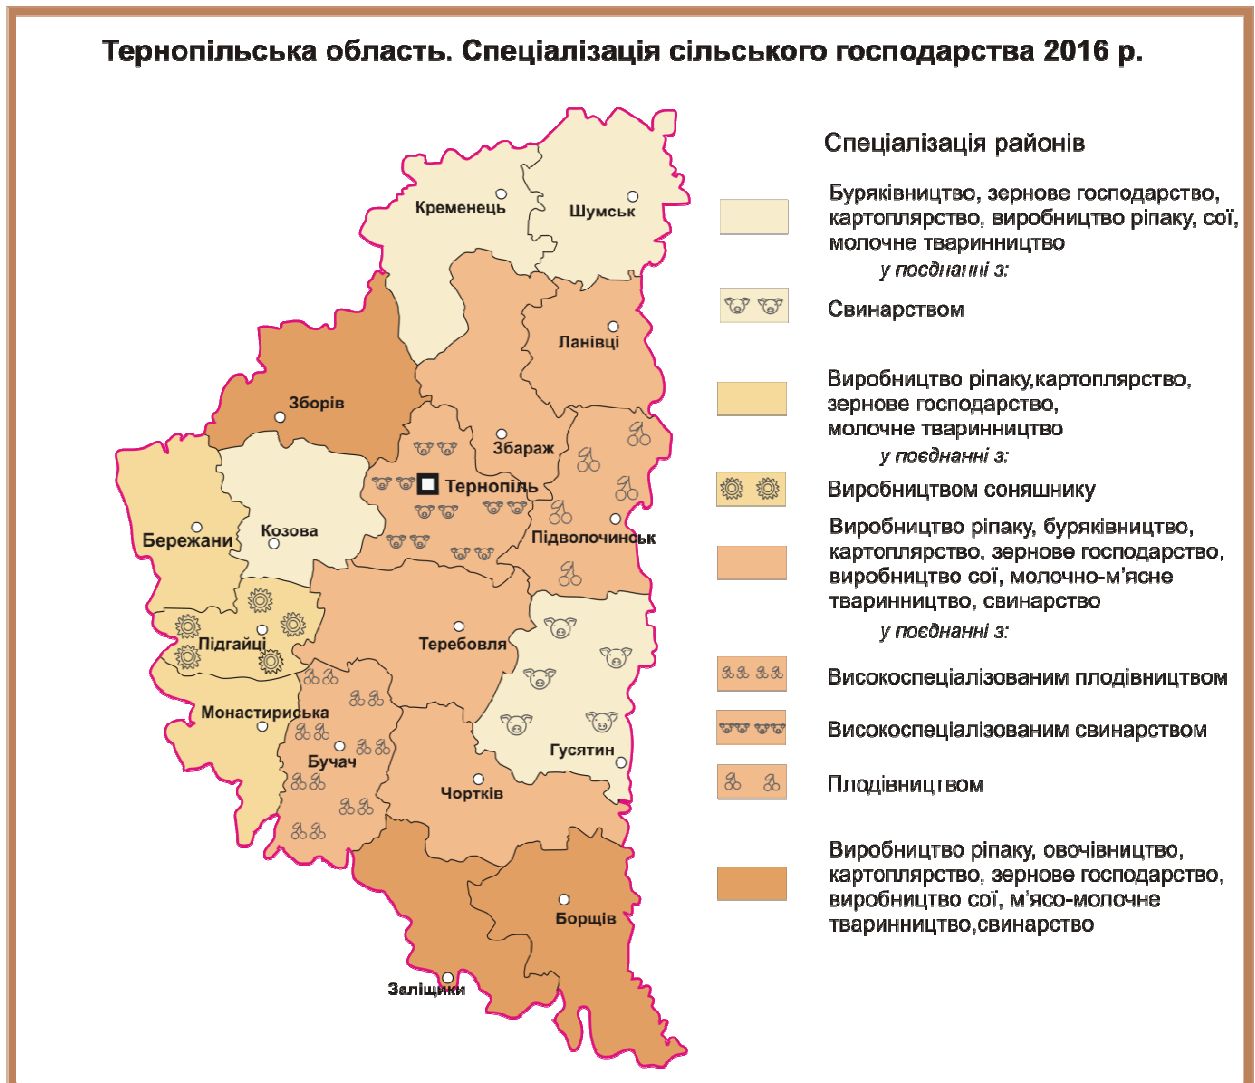 Тернопільська область. Спеціалізація сільського господарства 2016 р.
Спеціалізація районів
Буряківництво, зернове господарство,
картоплярство, виробництво ріпаку, сої,
молочне тваринництво
у поєднанні з:
Свинарством
Виробництво ріпаку,картоплярство,
зернове господарство,
молочне тваринництво
у поєднанні з:
Виробництвом соняшнику
Виробництво ріпаку, буряківництво,
картоплярство, зернове господарство,
виробництво сої, молочно-м’ясне
тваринництво, свинарство
у поєднанні з:
Високоспеціалізованим плодівництвом
Високоспеціалізованим свинарством
Плодівництвом
Виробництво ріпаку, овочівництво,
картоплярство, зернове господарство,
виробництво сої, м’ясо-молочне
тваринництво,свинарство
Кременець
Шумськ
Ланівці
Зборів
Збараж
Тернопіль
Козова
Бережани
Підволочинськ
Підгайці
Теребовля
Монастириська
Бучач
Гусятин
Чортків
Борщів
Заліщики